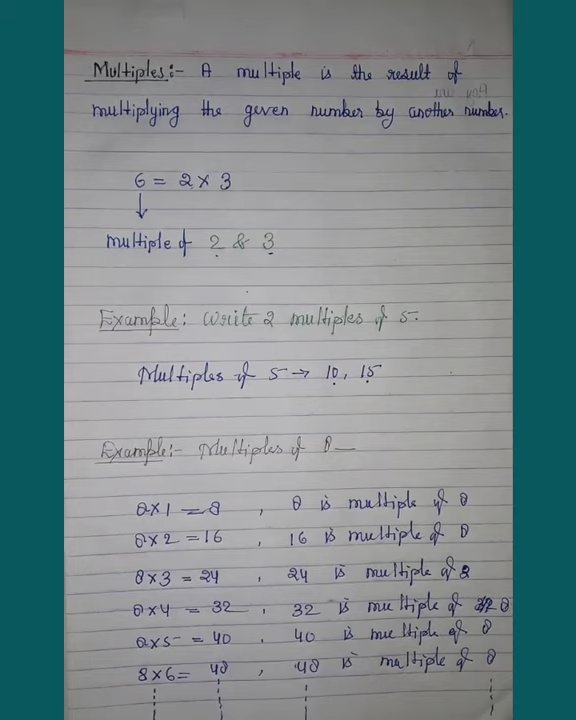 Multiples:- A multiple is the result of
multiplying the geven number by another number.
6 = 2 × 3
↓
multiple of 2 & 3
Example: Write 2 multiples of 5.
Multiples of 5 → 10, 15
Example:- Multiples of 8 —
8×1 = 8 , 8 is multiple of 8
8×2 = 16 , 16 is multiple of 8
8×3 = 24 , 24 is multiple of 8
8×4 = 32 , 32 is multiple of 8
8×5 = 40 , 40 is multiple of 8
8×6 = 48 , 48 is multiple of 8